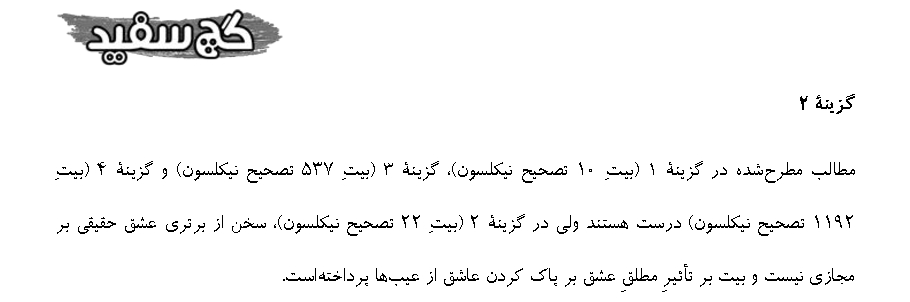 گچ سفید
گزینهٔ ۲
مطالب مطرح‌شده در گزینهٔ ۱ (بیتِ ۱۰ تصحیح نیکلسون)، گزینهٔ ۳ (بیتِ ۵۳۷ تصحیح نیکلسون) و گزینهٔ ۴ (بیتِ
۱۱۹۲ تصحیح نیکلسون) درست هستند ولی در گزینهٔ ۲ (بیتِ ۲۲ تصحیح نیکلسون)، سخن از برتری عشق حقیقی بر
مجازی نیست و بیت بر تأثیرِ مطلقِ عشق بر پاک کردن عاشق از عیب‌ها پرداخته‌است.